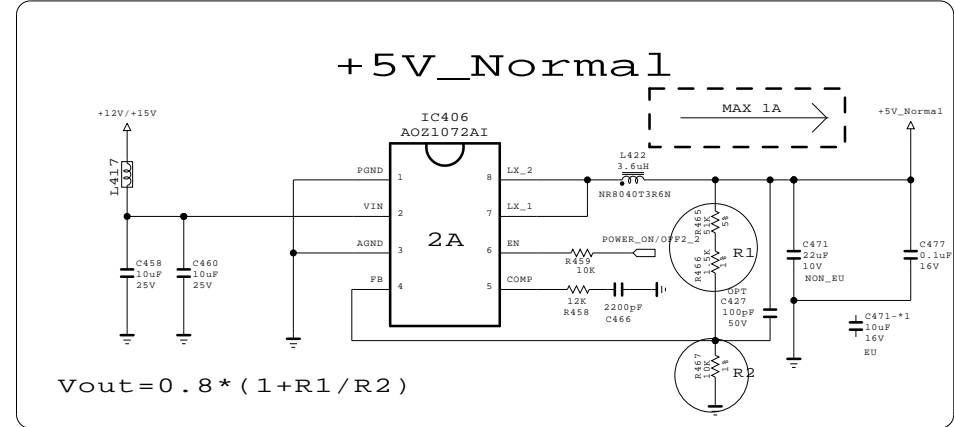 +5V_Normal
MAX 1A
+12V/+15V
+5V_Normal
IC406
AOZ1072AI
L417
L422
3.6uH
NR8040T3R6N
PGND
1
8
LX_2
VIN
2
7
LX_1
AGND
3
2A
6
EN
FB
4
5
COMP
POWER_ON/OFF2_2
R459
10K
12K
R458
2200pF
C466
R465
51K
5%
R466
1%
R1
OPT
C427
100pF
50V
R467
10K
1%
R2
C458
10uF
25V
C460
10uF
25V
C471
22uF
10V
NON_EU
C477
0.1uF
16V
C471-*1
10uF
16V
EU
Vout=0.8*(1+R1/R2)